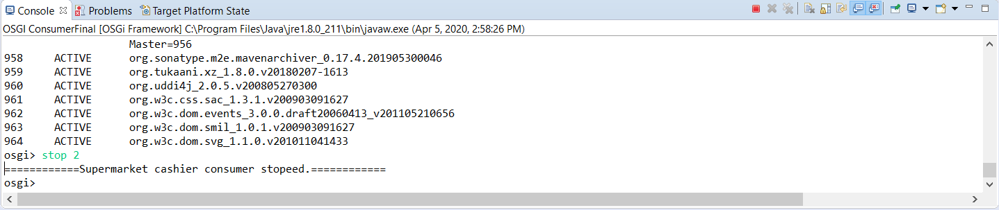 Console Problems Target Platform State
OSGI ConsumerFinal [OSGi Framework] C:\Program Files\Java\jre1.8.0_211\bin\javaw.exe (Apr 5, 2020, 2:58:26 PM)
Master=956
958 ACTIVE org.sonatype.m2e.mavenarchiver_0.17.4.201905300046
959 ACTIVE org.tukaani.xz_1.8.0.v20180207-1613
960 ACTIVE org.uddi4j_2.0.5.v200805270300
961 ACTIVE org.w3c.css.sac_1.3.1.v200903091627
962 ACTIVE org.w3c.dom.events_3.0.0.draft20060413_v201105210656
963 ACTIVE org.w3c.dom.smil_1.0.1.v200903091627
964 ACTIVE org.w3c.dom.svg_1.1.0.v201011041433
osgi> stop 2
============Supermarket cashier consumer stopeed.============
osgi>